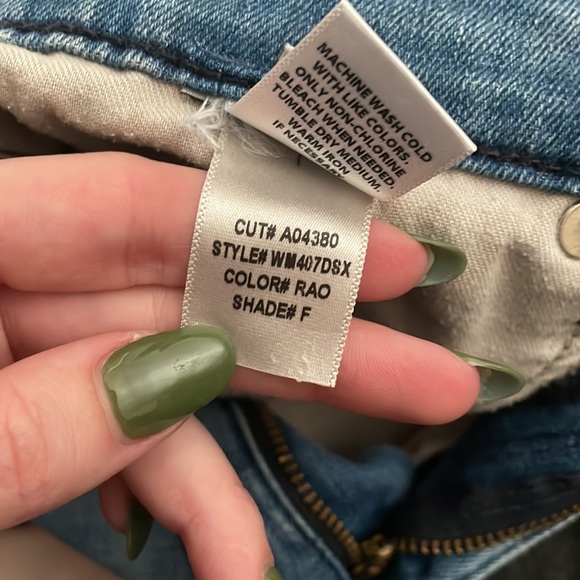 MACHINE WASH COLD
WITH LIKE COLORS
ONLY NON-CHLORINE
BLEACH WHEN NEEDED.
TUMBLE DRY MEDIUM.
WARM IRON
IF NECESSARY
CUT# A043B0
STYLE# WM407DSX
COLOR# RAO
SHADE# F